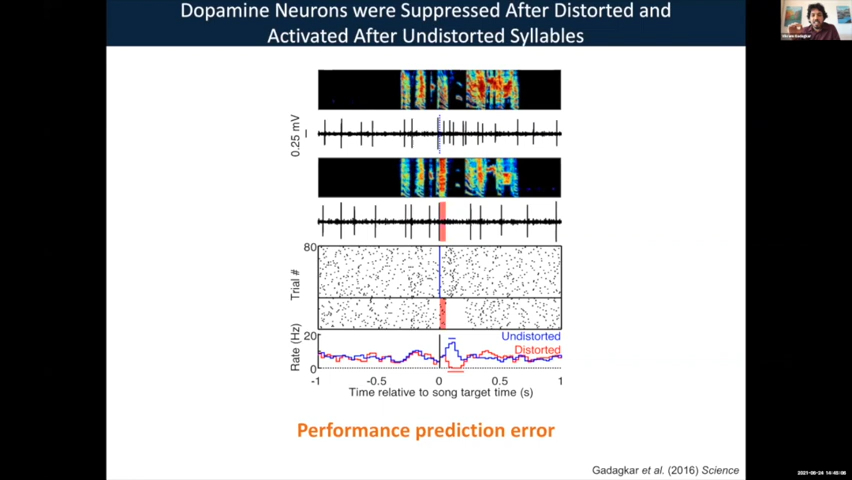 Dopamine Neurons were Suppressed After Distorted and
Activated After Undistorted Syllables
0.25 mV
80
Trial #
Undistorted
Distorted
20
0
Rate (Hz)
-1 -0.5 0 0.5 1
Time relative to song target time (s)
Performance prediction error
Gadagkar et al. (2016) Science